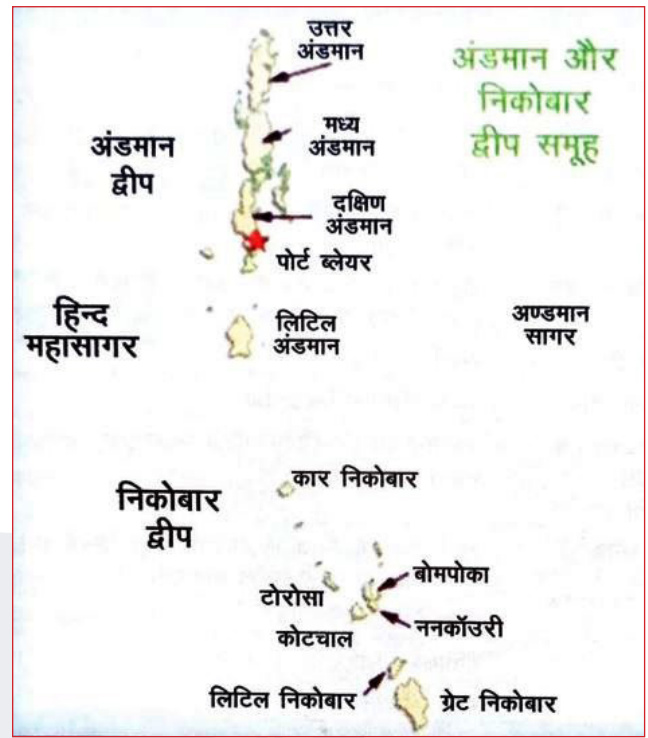 उत्तर
अंडमान
अंडमान और
निकोबार
द्वीप समूह
मध्य
अंडमान
अंडमान
द्वीप
दक्षिण
अंडमान
पोर्ट ब्लेयर
हिन्द
महासागर
लिटिल
अंडमान
अण्डमान
सागर
कार निकोबार
निकोबार
द्वीप
बोमपोका
टोरोसा
ननकॉउरी
कोटचाल
लिटिल निकोबार
ग्रेट निकोबार